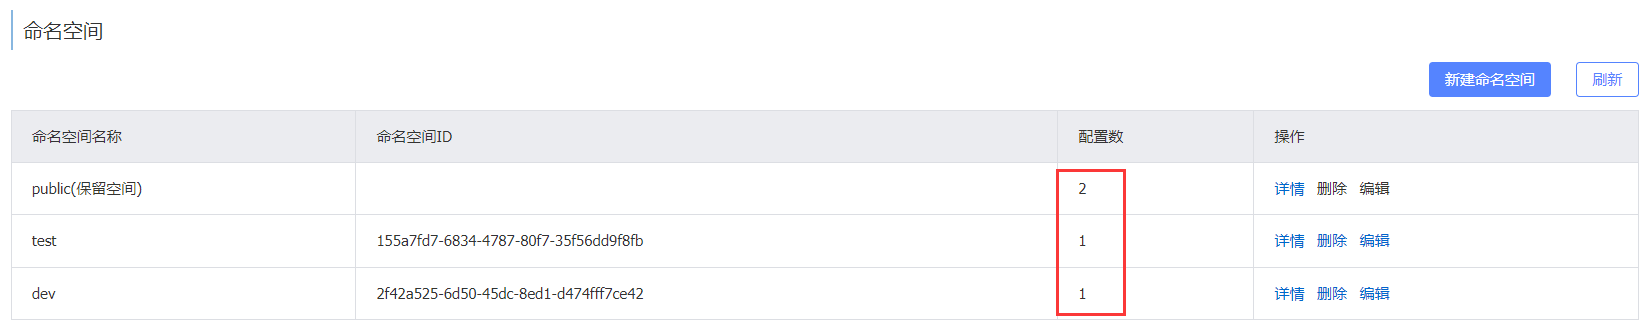 命名空间
新建命名空间 刷新
命名空间名称 命名空间ID 配置数 操作
public(保留空间) 2 详情 删除 编辑
test 155a7fd7-6834-4787-80f7-35f56dd9f8fb 1 详情 删除 编辑
dev 2f42a525-6d50-45dc-8ed1-d474fff7ce42 1 详情 删除 编辑